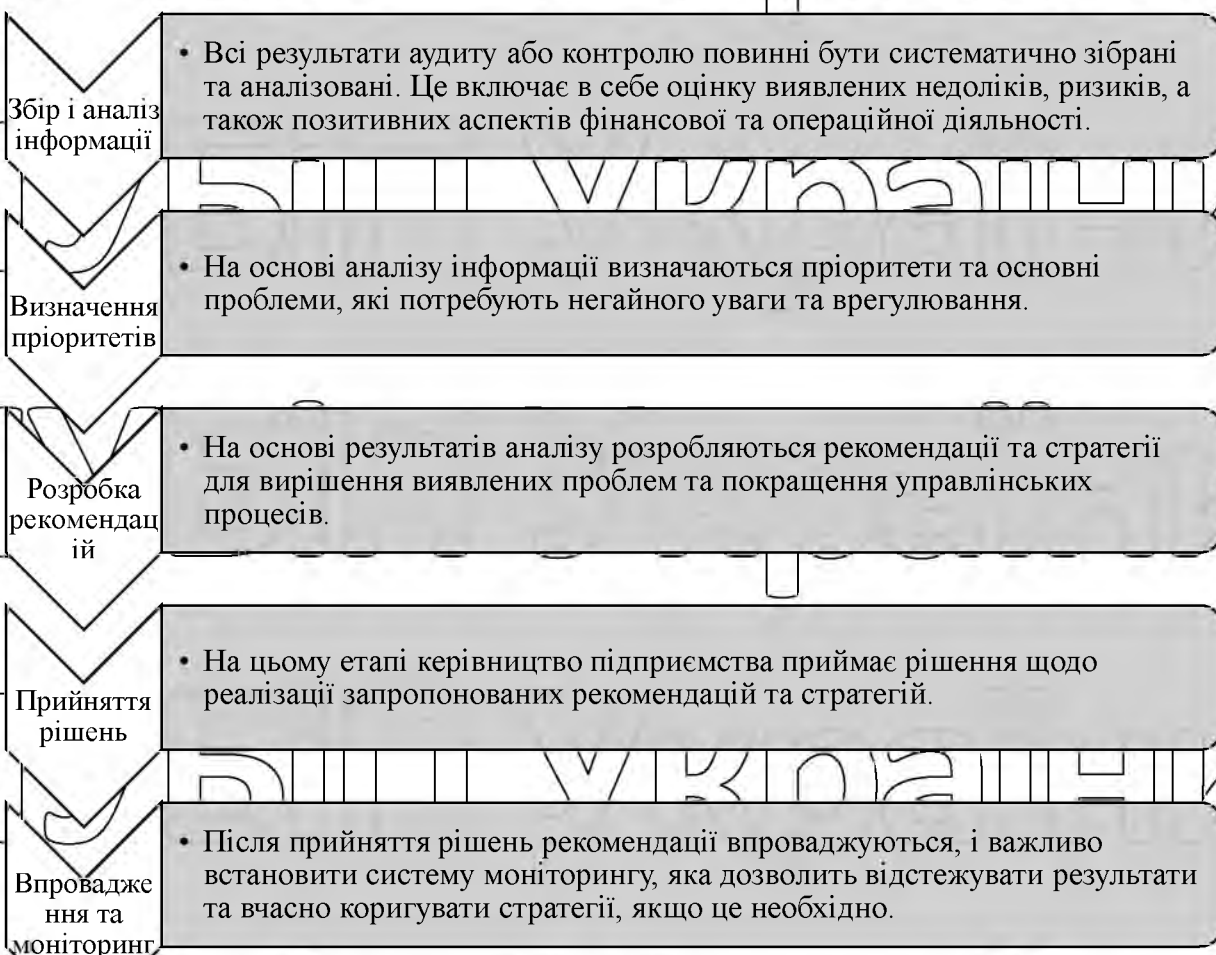 Збір і аналіз
інформації
• Всі результати аудиту або контролю повинні бути систематично зібрані
та аналізовані. Це включає в себе оцінку виявлених недоліків, ризиків, а
також позитивних аспектів фінансової та операційної діяльності.
Визначення
пріоритетів
• На основі аналізу інформації визначаються пріоритети та основні
проблеми, які потребують негайного уваги та врегулювання.
Розробка
рекомендац
ій
• На основі результатів аналізу розробляються рекомендації та стратегії
для вирішення виявлених проблем та покращення управлінських
процесів.
Прийняття
рішень
• На цьому етапі керівництво підприємства приймає рішення щодо
реалізації запропонованих рекомендацій та стратегій.
Впровадже
ння та
моніторинг
• Після прийняття рішень рекомендації впроваджуються, і важливо
встановити систему моніторингу, яка дозволить відстежувати результати
та вчасно коригувати стратегії, якщо це необхідно.